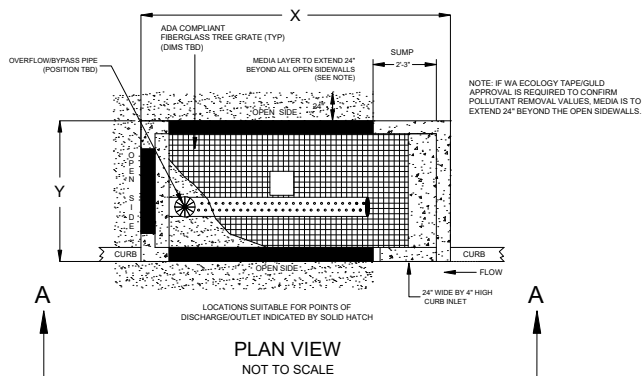 X
ADA COMPLIANT
FIBERGLASS TREE GRATE (TYP)
(DIMS TBD)
OVERFLOW/BYPASS PIPE
(POSITION TBD)
MEDIA LAYER TO EXTEND 24"
BEYOND ALL OPEN SIDEWALLS
(SEE NOTE)
SUMP
2'-3"
NOTE: IF WA ECOLOGY TAPE/GULD
APPROVAL IS REQUIRED TO CONFIRM
POLLUTANT REMOVAL VALUES, MEDIA IS TO
EXTEND 24" BEYOND THE OPEN SIDEWALLS.
24"
OPEN SIDE
Y
OPEN SIDE
CURB
OPEN SIDE
CURB
FLOW
24" WIDE BY 4" HIGH
CURB INLET
A
A
LOCATIONS SUITABLE FOR POINTS OF
DISCHARGE/OUTLET INDICATED BY SOLID HATCH
PLAN VIEW
NOT TO SCALE